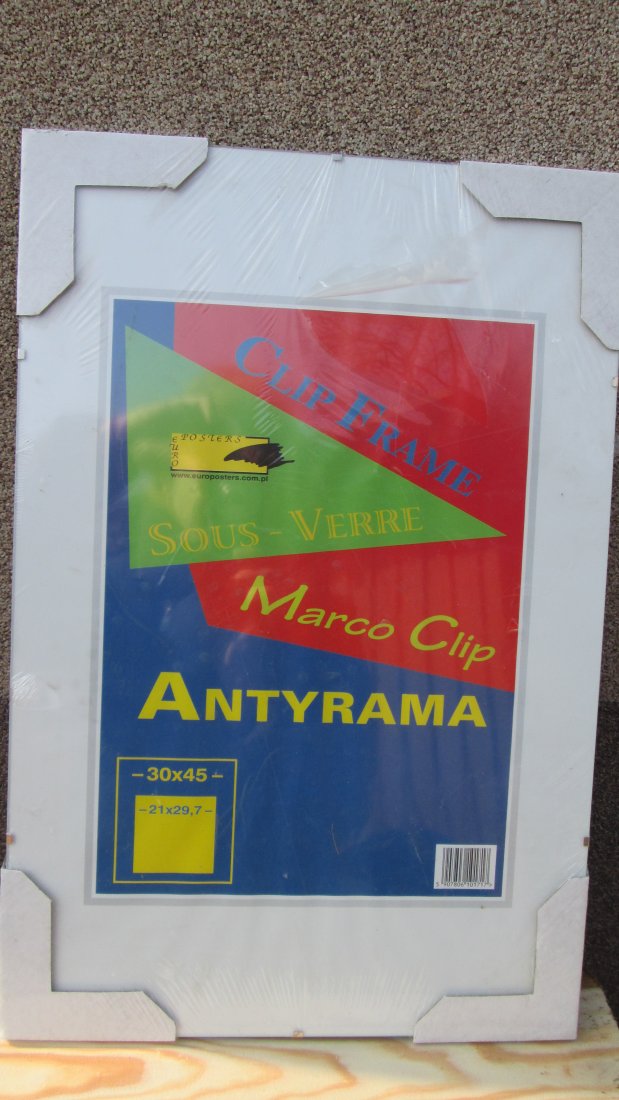 CLIP FRAME
POSTERS
EURO
www.europosters.com.pl
SOUS - VERRE
Marco Clip
ANTYRAMA
– 30x45 –
– 21x29,7 –